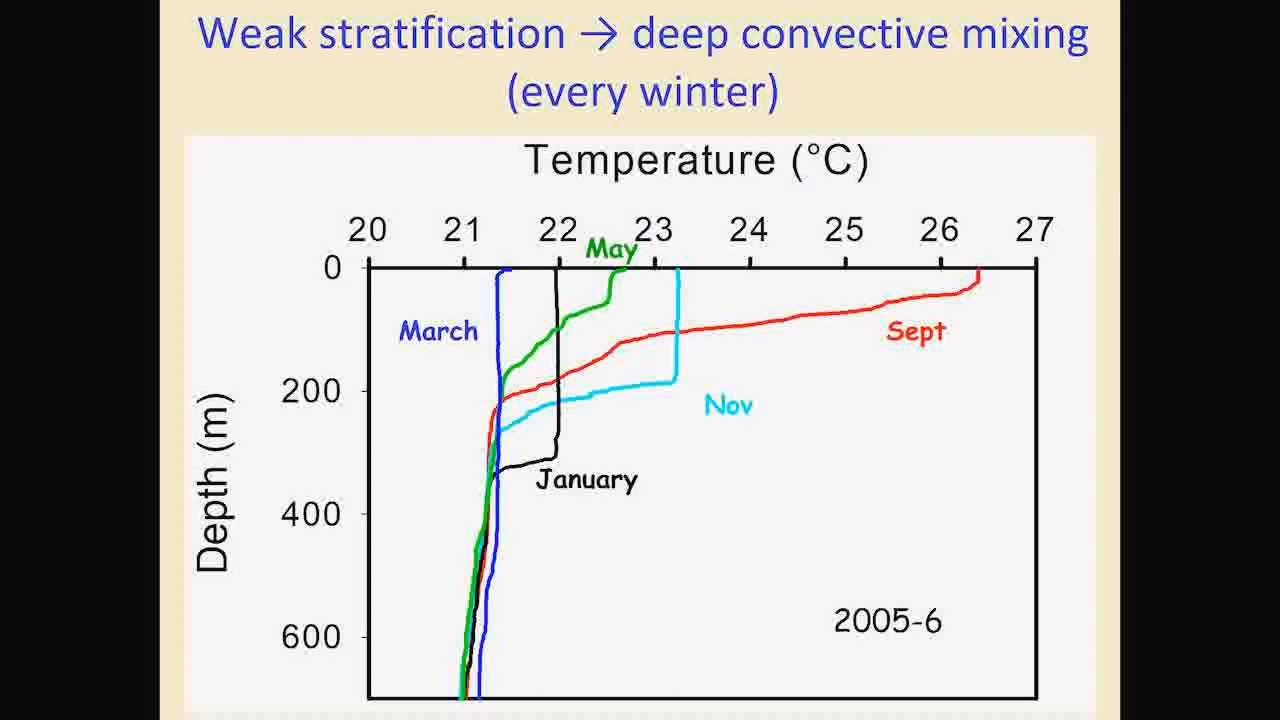 Weak stratification → deep convective mixing
(every winter)
Temperature (°C)
20 21 22 23 24 25 26 27
May
0
March
Sept
200
Nov
January
400
Depth (m)
2005-6
600